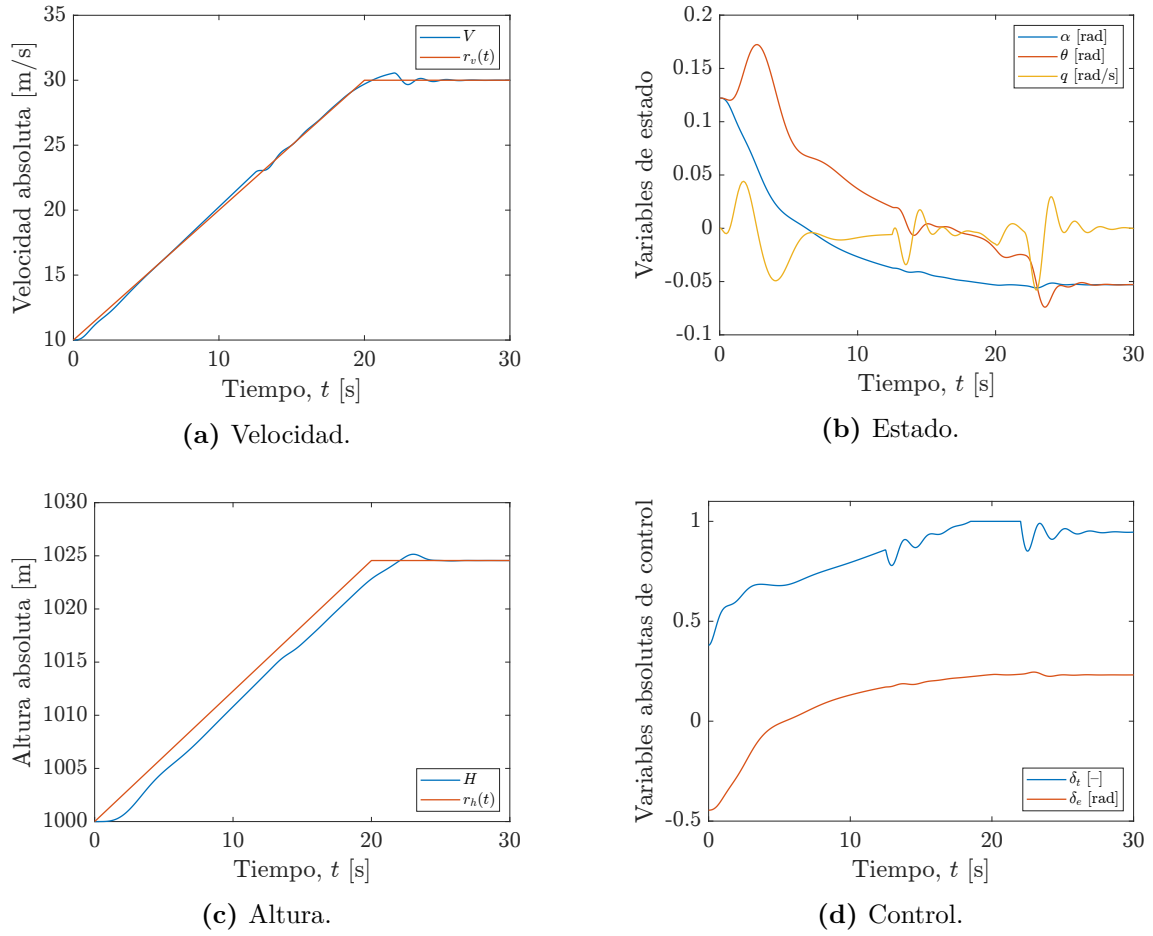 35
30
25
20
15
10
0
10
20
30
Velocidad absoluta [m/s]
Tiempo, t [s]
V
r_v(t)
(a) Velocidad.
0.2
0.15
0.1
0.05
0
-0.05
-0.1
0
10
20
30
Variables de estado
Tiempo, t [s]
α [rad]
θ [rad]
q [rad/s]
(b) Estado.
1030
1025
1020
1015
1010
1005
1000
0
10
20
30
Altura absoluta [m]
Tiempo, t [s]
H
r_h(t)
(c) Altura.
1
0.5
0
-0.5
0
10
20
30
Variables absolutas de control
Tiempo, t [s]
δ_t [–]
δ_e [rad]
(d) Control.